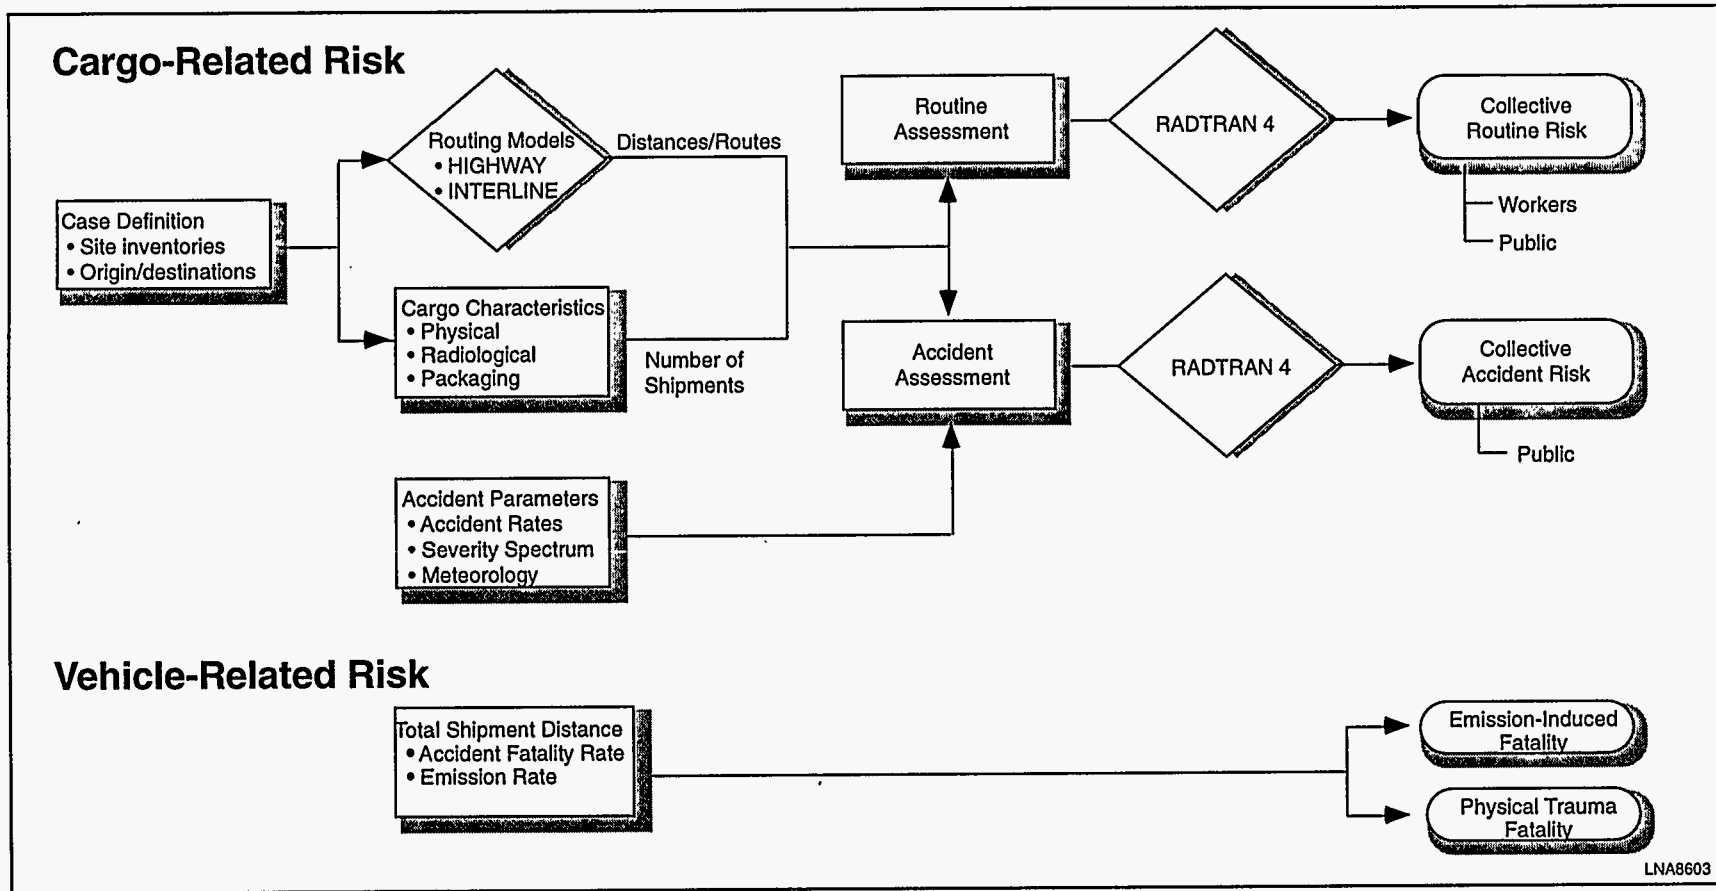 Cargo-Related Risk
Case Definition
• Site inventories
• Origin/destinations
Routing Models
• HIGHWAY
• INTERLINE
Distances/Routes
Cargo Characteristics
• Physical
• Radiological
• Packaging
Number of
Shipments
Accident Parameters
• Accident Rates
• Severity Spectrum
• Meteorology
Routine
Assessment
RADTRAN 4
Collective
Routine Risk
Workers
Public
Accident
Assessment
RADTRAN 4
Collective
Accident Risk
Public
Vehicle-Related Risk
Total Shipment Distance
• Accident Fatality Rate
• Emission Rate
Emission-Induced
Fatality
Physical Trauma
Fatality
LNA8603